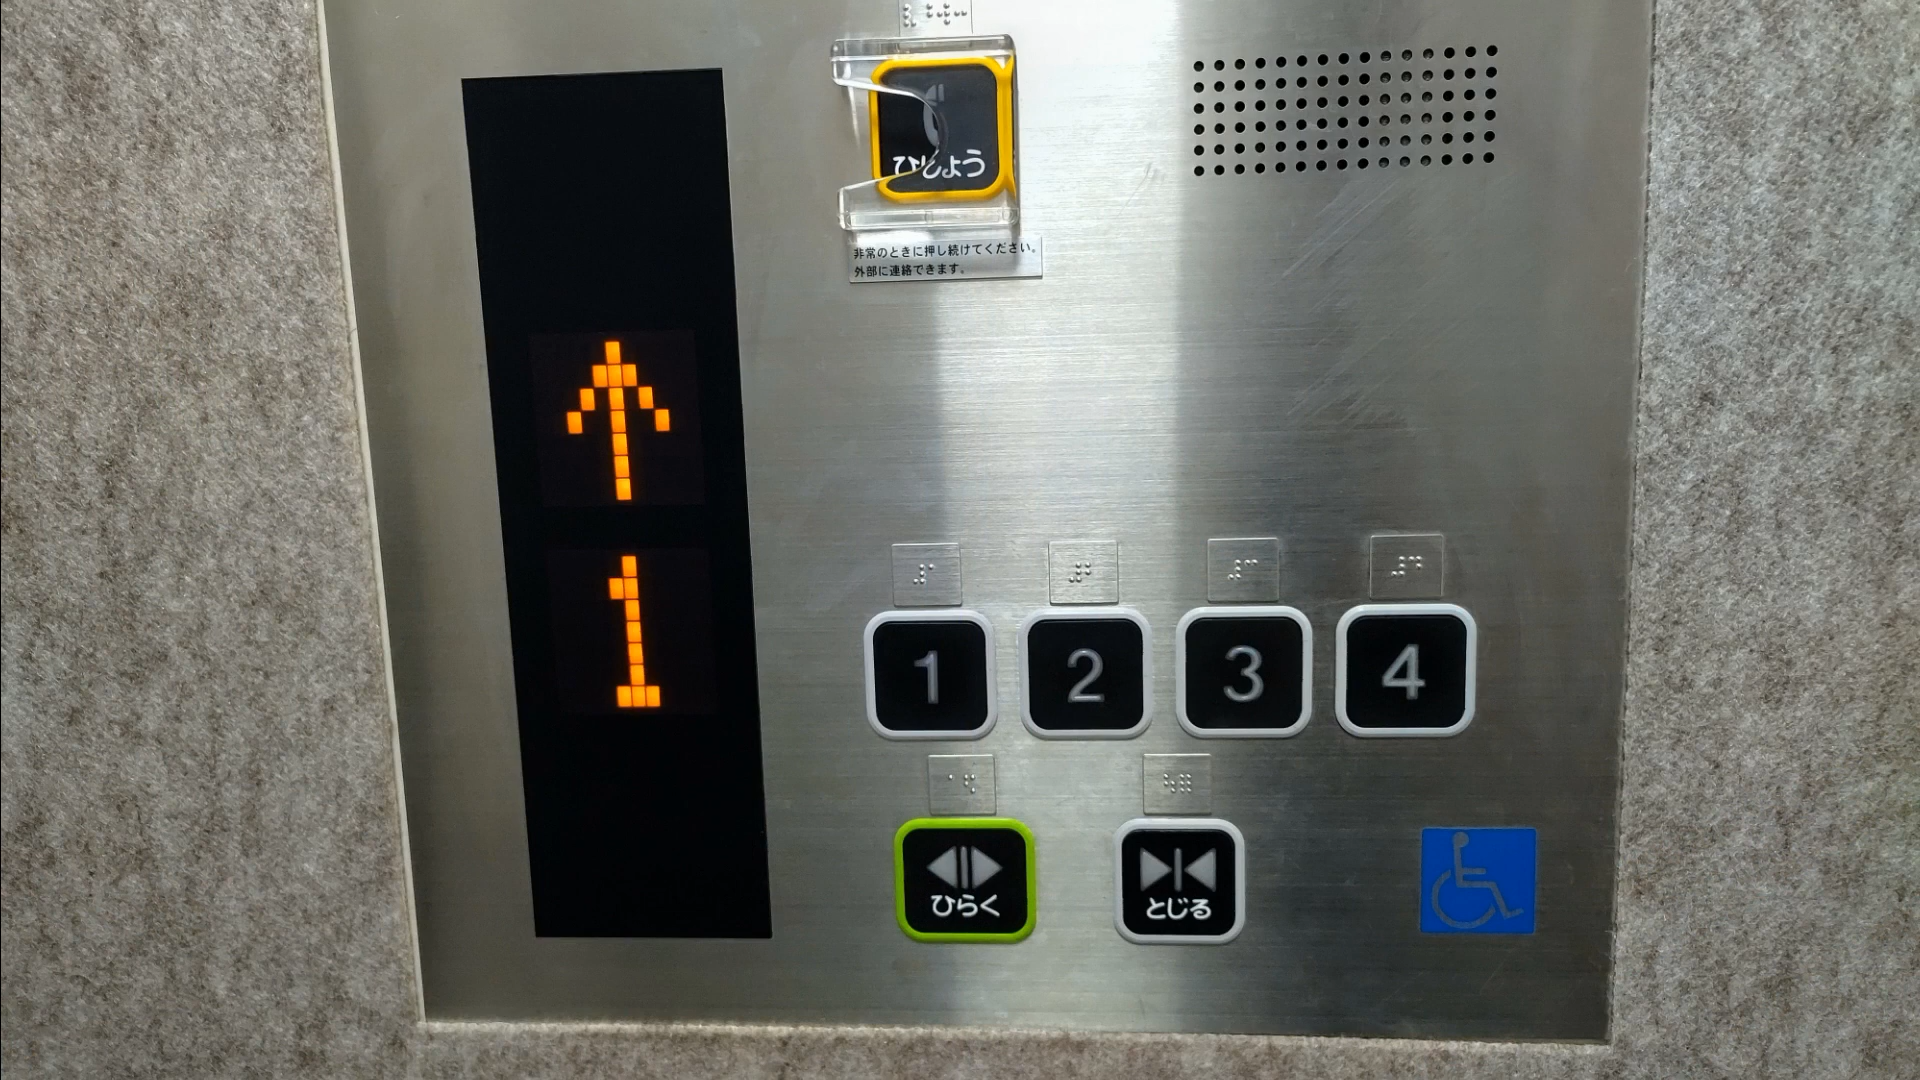 ひじょう
非常のときに押し続けてください。
外部に連絡できます。
↑
1
1 2 3 4
ひらく とじる